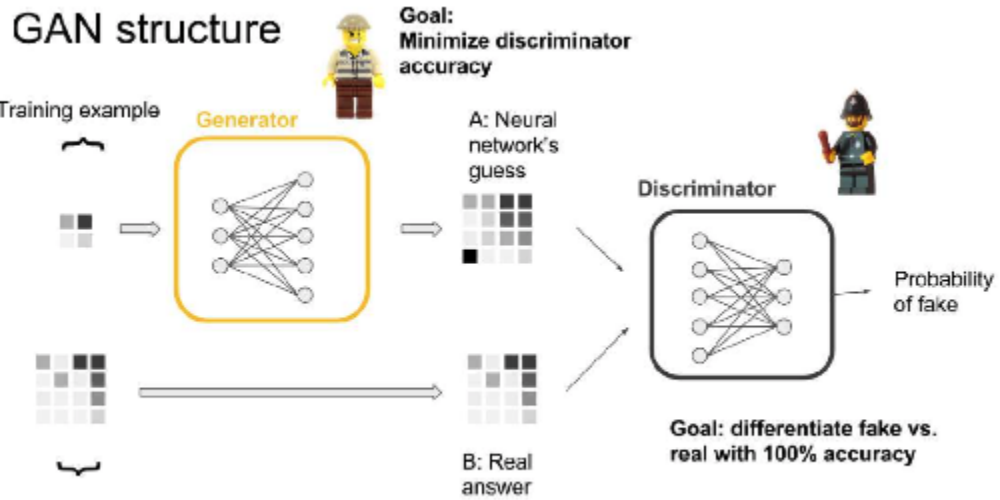 GAN structure
Goal:
Minimize discriminator
accuracy
Training example
Generator
A: Neural
network's
guess
Discriminator
Probability
of fake
Goal: differentiate fake vs.
real with 100% accuracy
B: Real
answer